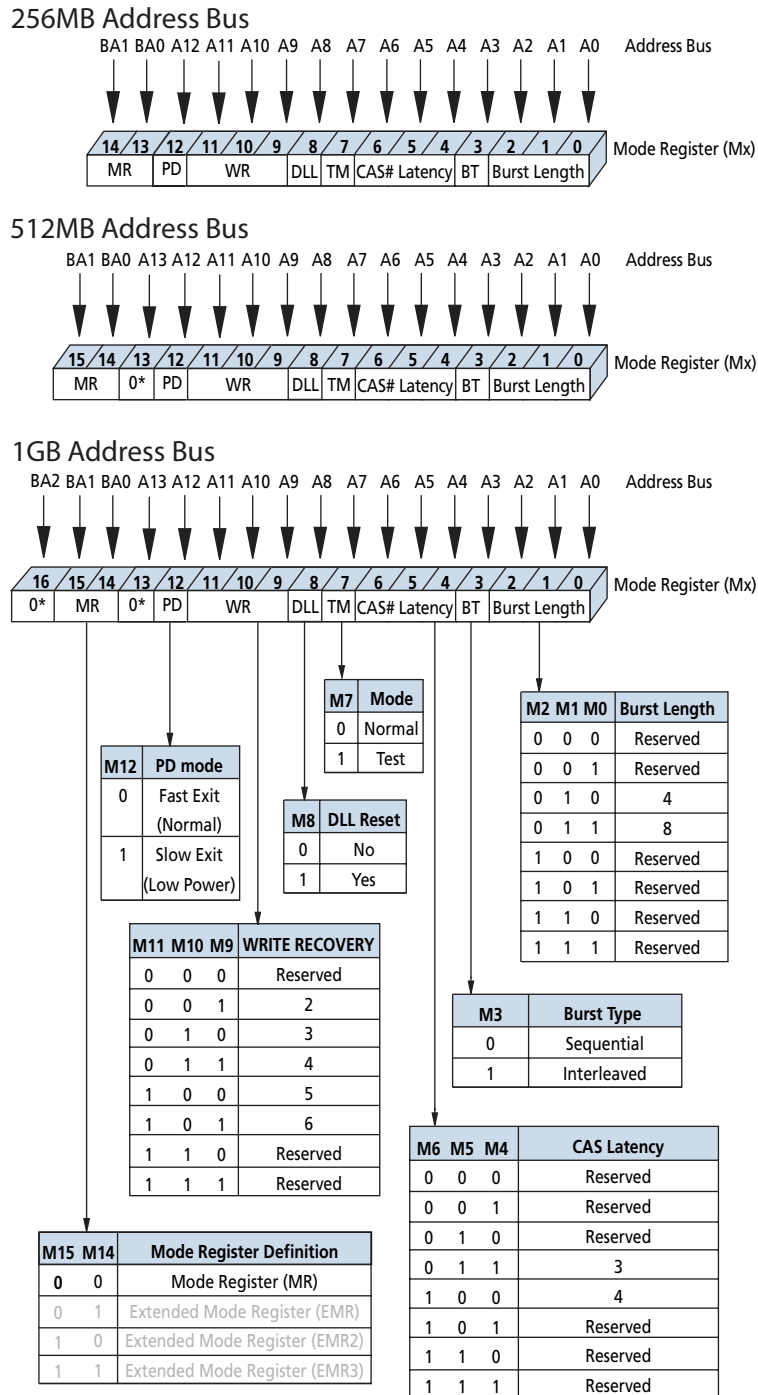 256MB Address Bus
BA1 BA0 A12 A11 A10 A9 A8 A7 A6 A5 A4 A3 A2 A1 A0 Address Bus
14 13 12 11 10 9 8 7 6 5 4 3 2 1 0 Mode Register (Mx)
MR PD WR DLL TM CAS# Latency BT Burst Length
512MB Address Bus
BA1 BA0 A13 A12 A11 A10 A9 A8 A7 A6 A5 A4 A3 A2 A1 A0 Address Bus
15 14 13 12 11 10 9 8 7 6 5 4 3 2 1 0 Mode Register (Mx)
MR 0* PD WR DLL TM CAS# Latency BT Burst Length
1GB Address Bus
BA2 BA1 BA0 A13 A12 A11 A10 A9 A8 A7 A6 A5 A4 A3 A2 A1 A0 Address Bus
16 15 14 13 12 11 10 9 8 7 6 5 4 3 2 1 0 Mode Register (Mx)
0* MR 0* PD WR DLL TM CAS# Latency BT Burst Length
M7 Mode
0 Normal
1 Test
M2 M1 M0 Burst Length
0 0 0 Reserved
0 0 1 Reserved
0 1 0 4
0 1 1 8
1 0 0 Reserved
1 0 1 Reserved
1 1 0 Reserved
1 1 1 Reserved
M12 PD mode
0 Fast Exit
(Normal)
1 Slow Exit
(Low Power)
M8 DLL Reset
0 No
1 Yes
M11 M10 M9 WRITE RECOVERY
0 0 0 Reserved
0 0 1 2
0 1 0 3
0 1 1 4
1 0 0 5
1 0 1 6
1 1 0 Reserved
1 1 1 Reserved
M3 Burst Type
0 Sequential
1 Interleaved
M6 M5 M4 CAS Latency
0 0 0 Reserved
0 0 1 Reserved
0 1 0 Reserved
0 1 1 3
1 0 0 4
1 0 1 Reserved
1 1 0 Reserved
1 1 1 Reserved
M15 M14 Mode Register Definition
0 0 Mode Register (MR)
0 1 Extended Mode Register (EMR)
1 0 Extended Mode Register (EMR2)
1 1 Extended Mode Register (EMR3)